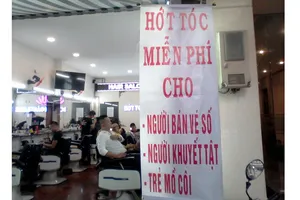 HỚT TÓC
MIỄN PHÍ
CHO
- NGƯỜI BÁN VÉ SỐ
- NGƯỜI KHUYẾT TẬT
- TRẺ MỒ CÔI